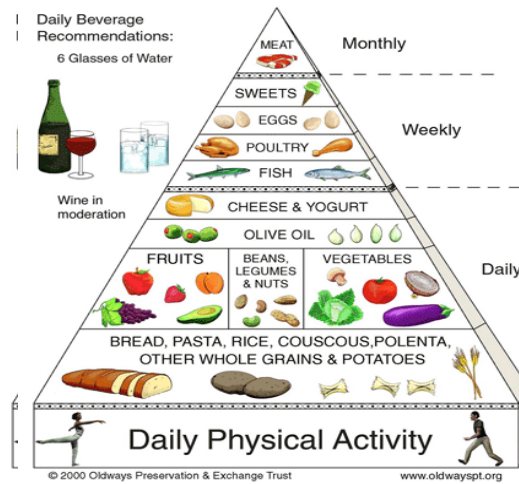 Daily Beverage
Recommendations:
6 Glasses of Water
Wine in
moderation
MEAT
Monthly
SWEETS
EGGS
Weekly
POULTRY
FISH
CHEESE & YOGURT
OLIVE OIL
FRUITS
BEANS,
LEGUMES
& NUTS
VEGETABLES
Daily
BREAD, PASTA, RICE, COUSCOUS,POLENTA,
OTHER WHOLE GRAINS & POTATOES
Daily Physical Activity
© 2000 Oldways Preservation & Exchange Trust
www.oldwayspt.org